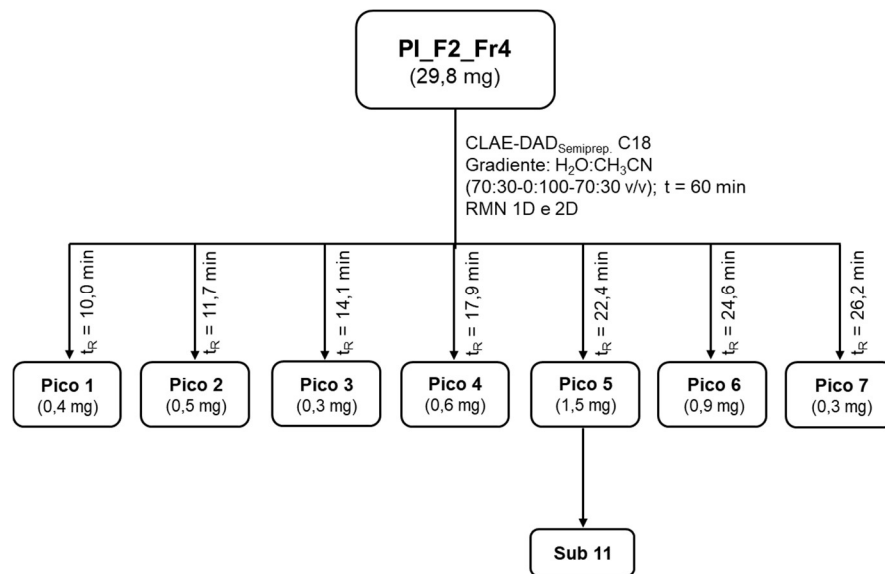 Pl_F2_Fr4
(29,8 mg)
CLAE-DAD Semiprep. C18
Gradiente: H2O:CH3CN
(70:30-0:100-70:30 v/v); t = 60 min
RMN 1D e 2D
tR = 10,0 min
tR = 11,7 min
tR = 14,1 min
tR = 17,9 min
tR = 22,4 min
tR = 24,6 min
tR = 26,2 min
Pico 1
(0,4 mg)
Pico 2
(0,5 mg)
Pico 3
(0,3 mg)
Pico 4
(0,6 mg)
Pico 5
(1,5 mg)
Pico 6
(0,9 mg)
Pico 7
(0,3 mg)
Sub 11